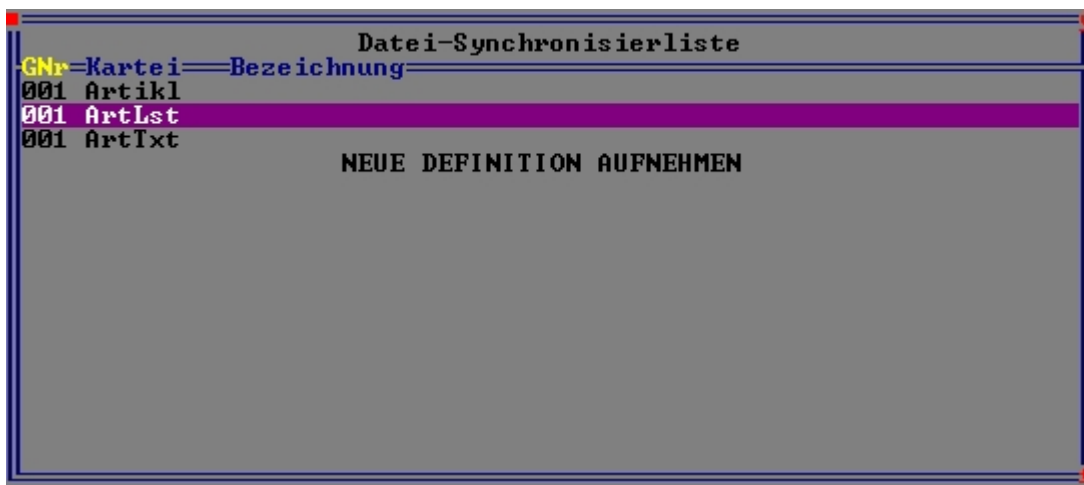 Datei-Synchronisierliste
GNr Kartei Bezeichnung
001 Artikl
001 ArtLst
001 ArtTxt
NEUE DEFINITION AUFNEHMEN